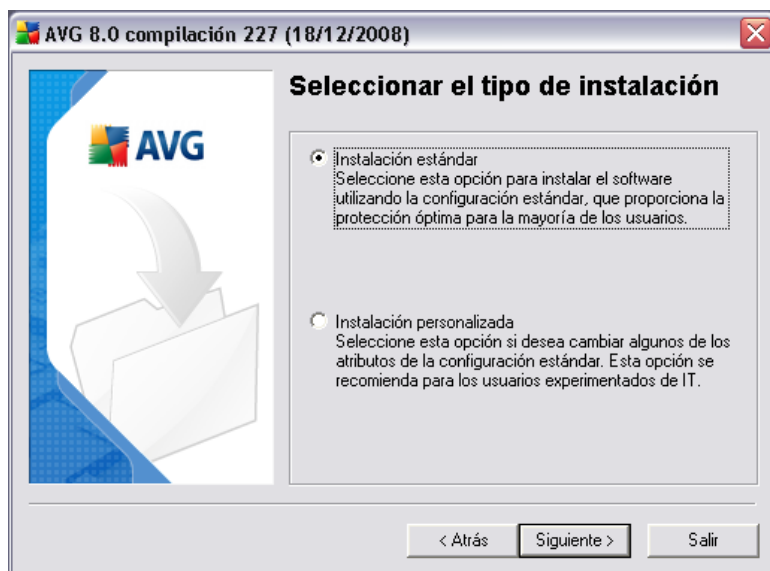 AVG 8.0 compilación 227 (18/12/2008)
Seleccionar el tipo de instalación
AVG
Instalación estándar
Seleccione esta opción para instalar el software
utilizando la configuración estándar, que proporciona la
protección óptima para la mayoría de los usuarios.
Instalación personalizada
Seleccione esta opción si desea cambiar algunos de los
atributos de la configuración estándar. Esta opción se
recomienda para los usuarios experimentados de IT.
< Atrás
Siguiente >
Salir